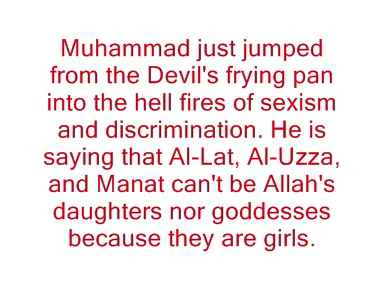 Muhammad just jumped
from the Devil's frying pan
into the hell fires of sexism
and discrimination. He is
saying that Al-Lat, Al-Uzza,
and Manat can't be Allah's
daughters nor goddesses
because they are girls.